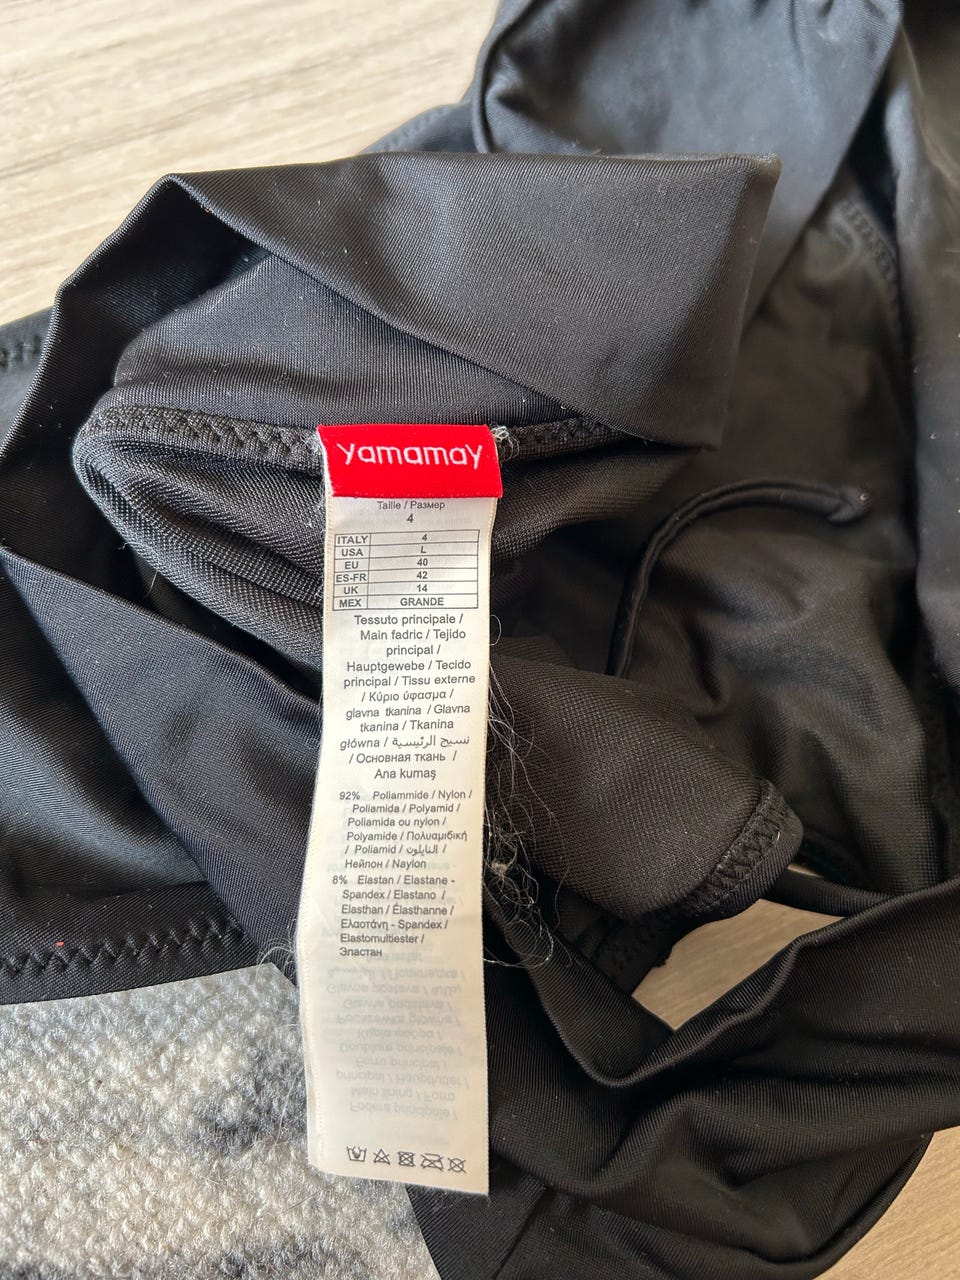 yamamay
Taille / Размер
4
ITALY 4
USA L
EU 40
ES-FR 42
UK 14
MEX GRANDE
Tessuto principale /
Main fadric / Tejido
principal /
Hauptgewebe / Tecido
principal / Tissu externe
/ Κύριο ύφασμα /
glavna tkanina / Glavna
tkanina / Tkanina
główna / نسيج الرئيسية
/ Основная ткань /
Ana kumaş
92% Poliammide / Nylon /
Poliamida / Polyamid /
Poliamida ou nylon /
Polyamide / Πολυαμιδική
/ Poliamid / النايلون /
Нейлон / Naylon
8% Elastan / Elastane -
Spandex / Elastano /
Elasthan / Élasthanne /
Ελαστάνη - Spandex /
Elastomultiester /
Эластан